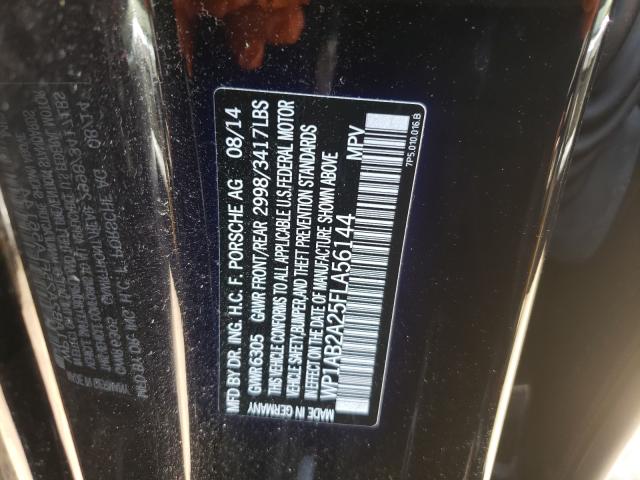 MFD BY DR. ING. H.C. F. PORSCHE AG 08/14
GVWR 6305 GAWR FRONT/REAR 2998/3417LBS
THIS VEHICLE CONFORMS TO ALL APPLICABLE U.S.FEDERAL MOTOR
VEHICLE SAFETY,BUMPER,AND THEFT PREVENTION STANDARDS
IN EFFECT ON THE DATE OF MANUFACTURE SHOWN ABOVE
WP1AB2A25FLA56144 MPV
MADE IN GERMANY
7P5.010.016.B